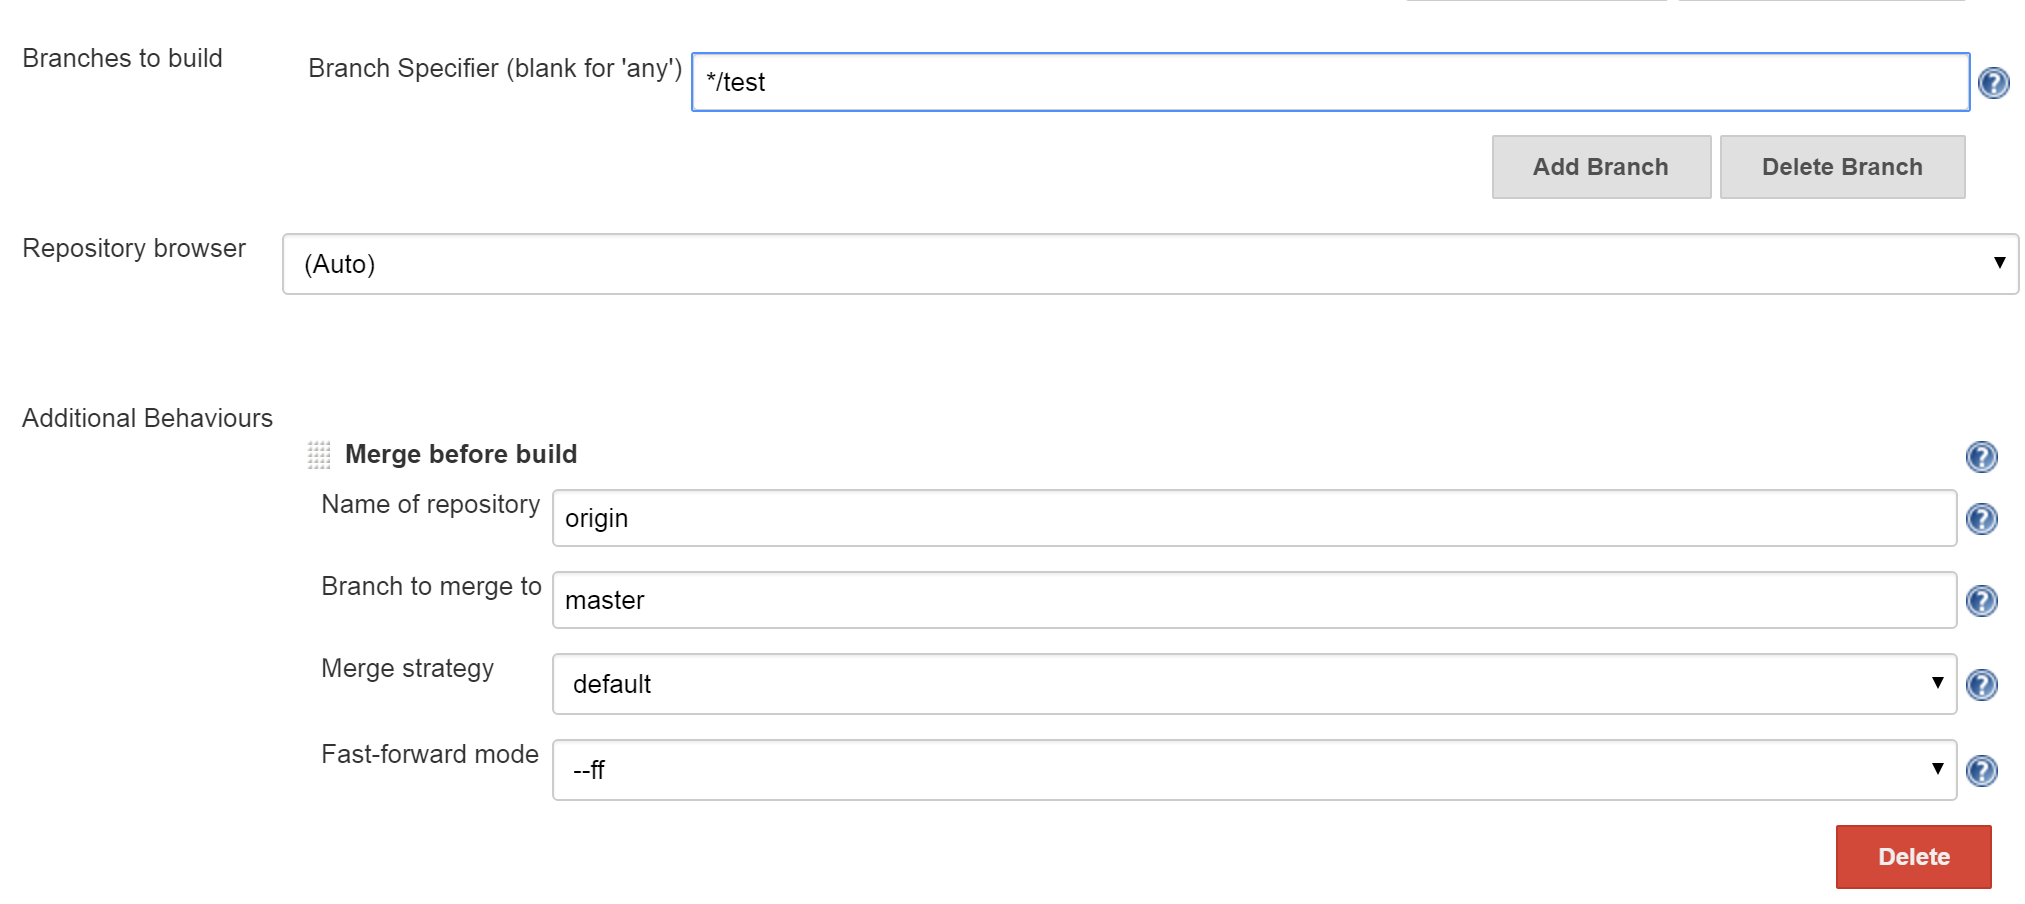 Branches to build
Branch Specifier (blank for 'any')
*/test
Add Branch
Delete Branch
Repository browser
(Auto)
Additional Behaviours
Merge before build
Name of repository
origin
Branch to merge to
master
Merge strategy
default
Fast-forward mode
--ff
Delete